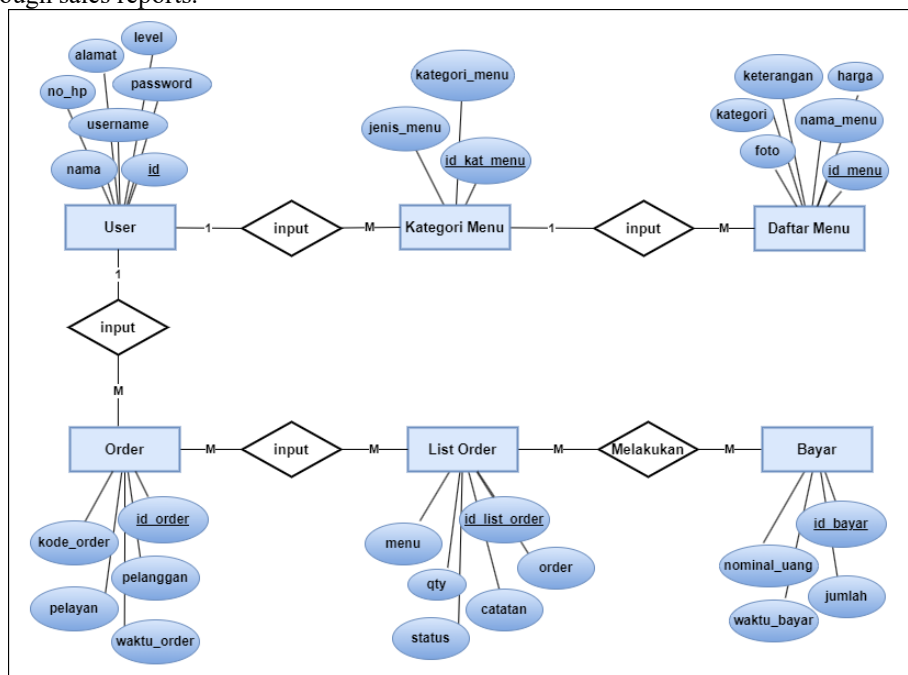 ough sales reports.
level
alamat
no_hp
password
username
nama
id
kategori_menu
jenis_menu
id_kat_menu
keterangan
harga
kategori
nama_menu
foto
id_menu
User
1
input
M
Kategori Menu
1
input
M
Daftar Menu
1
input
M
Order
M
input
M
List Order
M
Melakukan
M
Bayar
id_order
kode_order
pelanggan
pelayan
waktu_order
id_list_order
menu
order
qty
catatan
status
id_bayar
nominal_uang
jumlah
waktu_bayar